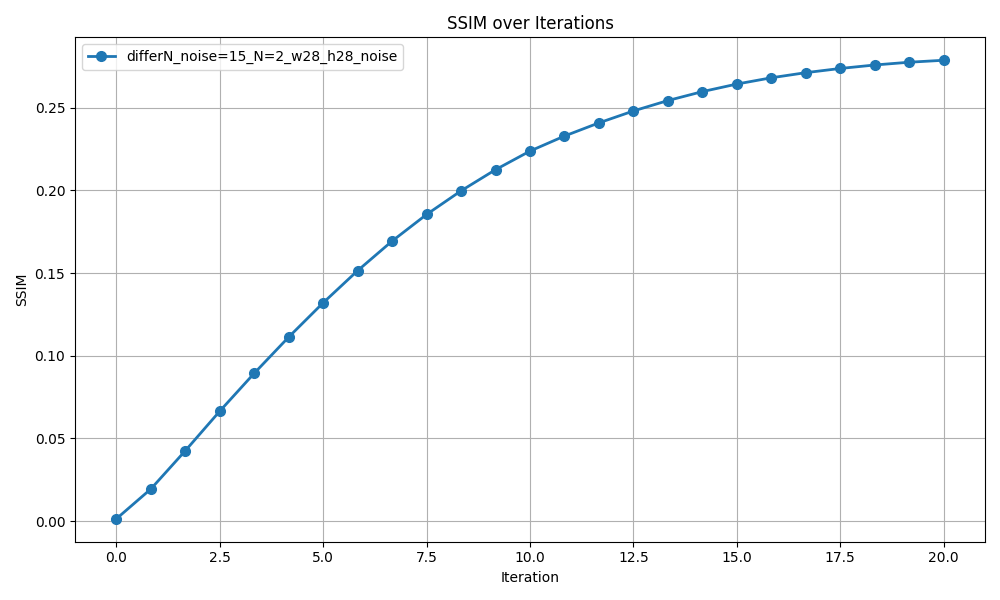 SSIM over Iterations
differN_noise=15_N=2_w28_h28_noise
SSIM
0.25
0.20
0.15
0.10
0.05
0.00
0.0 2.5 5.0 7.5 10.0 12.5 15.0 17.5 20.0
Iteration